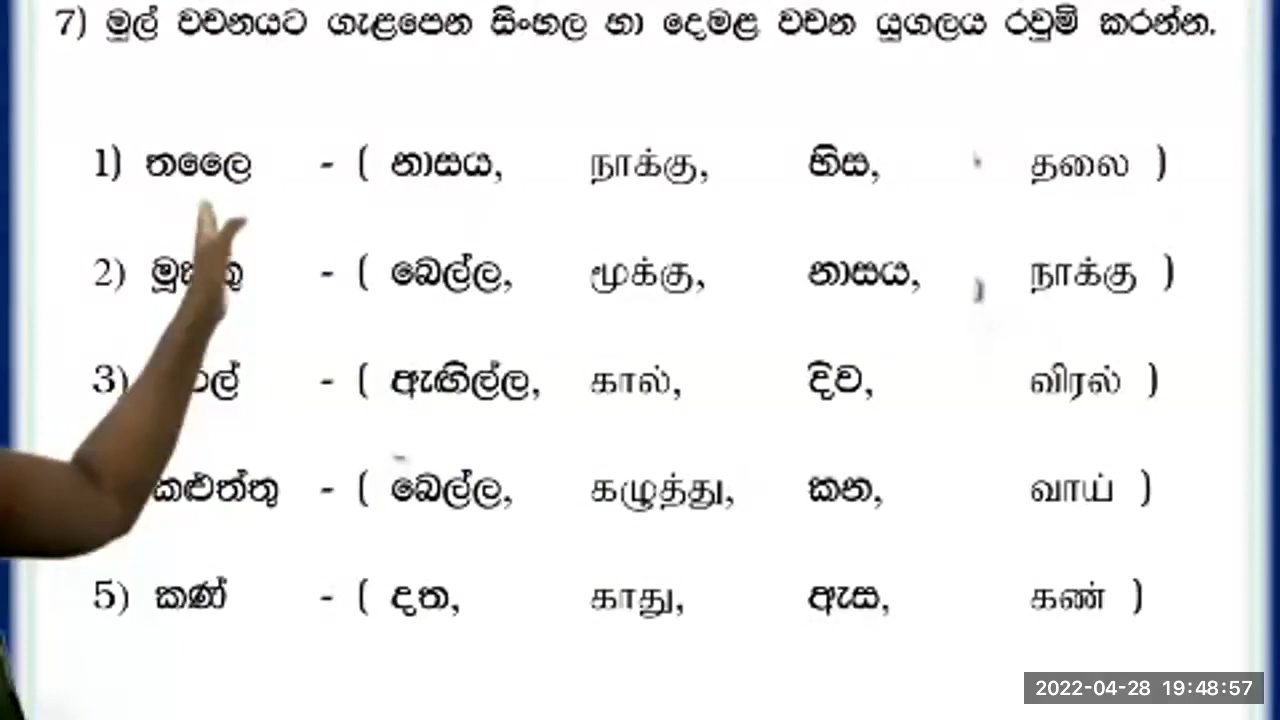 7) මුල් වචනයට ගැළපෙන සිංහල හා දෙමළ වචන යුගලය රවුම් කරන්න.
1) තලෛ - ( නාසය, நாக்கு, හිස, தலை )
2) - ( බෙල්ල, மூக்கு, නාසය, நாக்கு )
3) - ( ඇඟිල්ල, கால், දිව, விரல் )
කළුත්තු - ( බෙල්ල, கழுத்து, කන, வாய் )
5) කණ් - ( දත, காது, ඇස, கண் )
2022-04-28 19:48:57